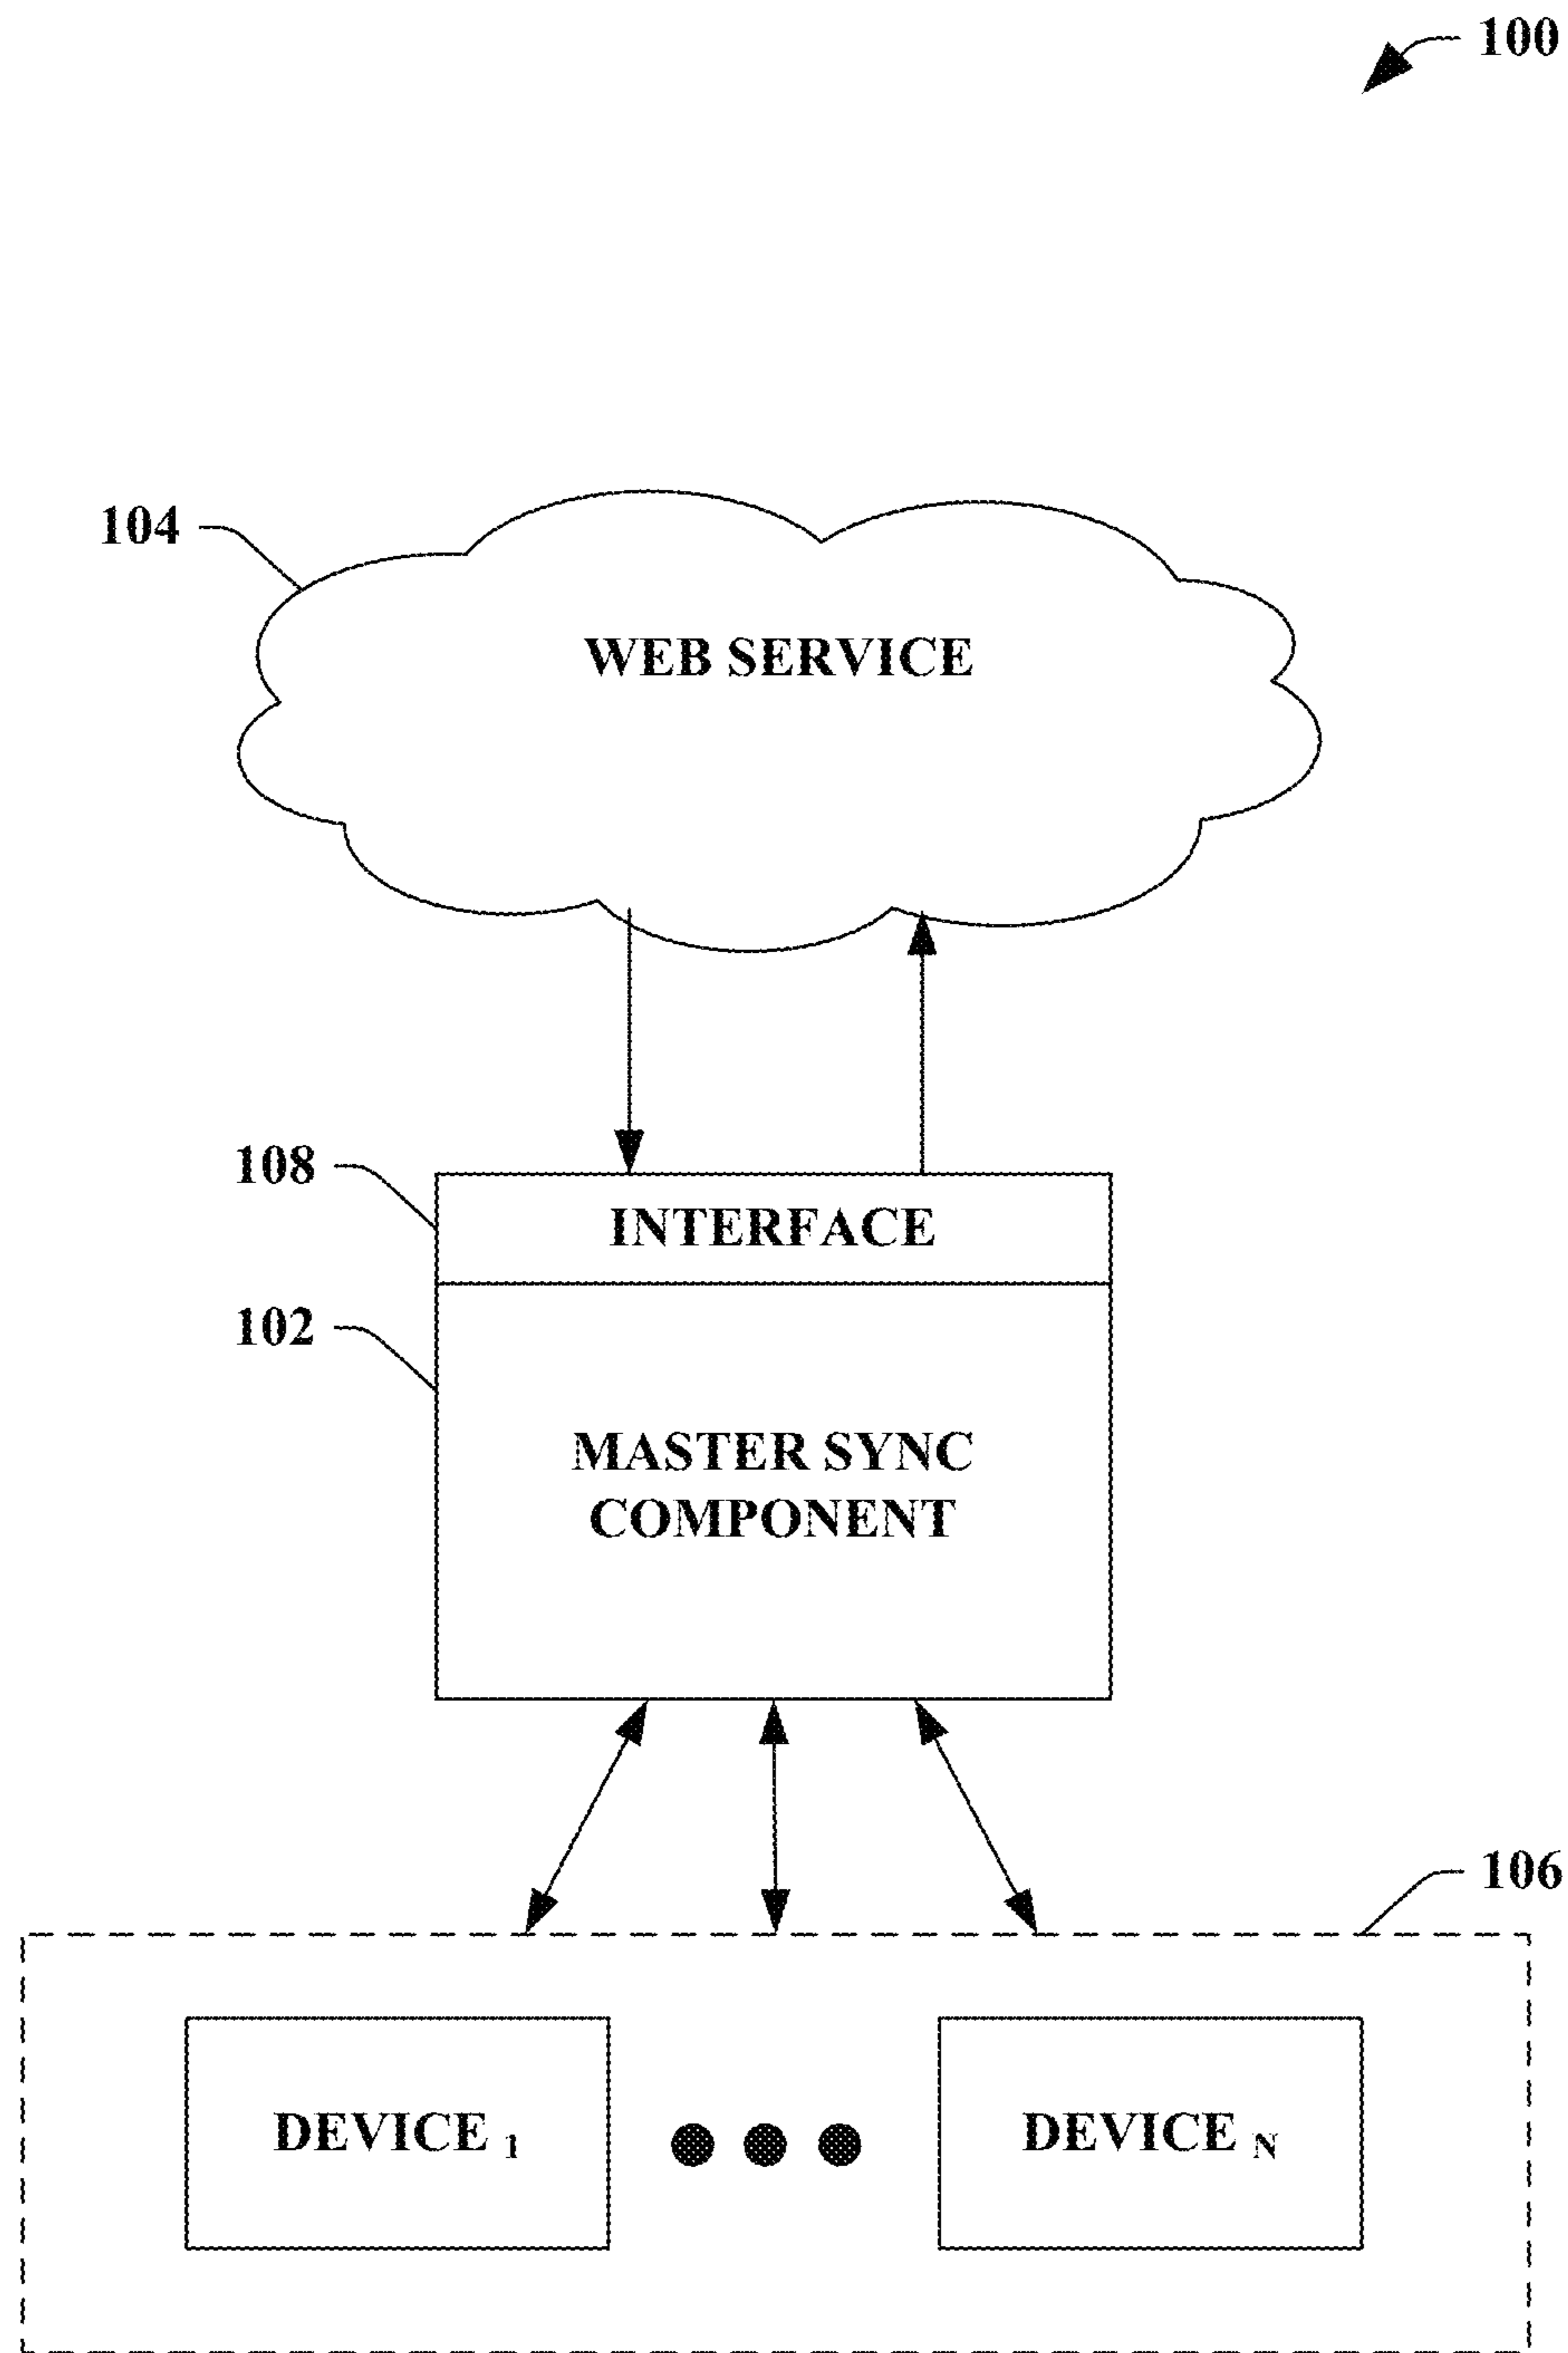 100
104
WEB SERVICE
108
INTERFACE
102
MASTER SYNC
COMPONENT
106
DEVICE 1
DEVICE N